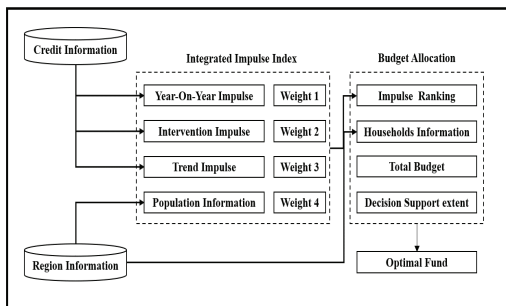 Credit Information
Integrated Impulse Index
Budget Allocation
Year-On-Year Impulse
Weight 1
Impulse Ranking
Intervention Impulse
Weight 2
Households Information
Trend Impulse
Weight 3
Total Budget
Population Information
Weight 4
Decision Support extent
Region Information
Optimal Fund